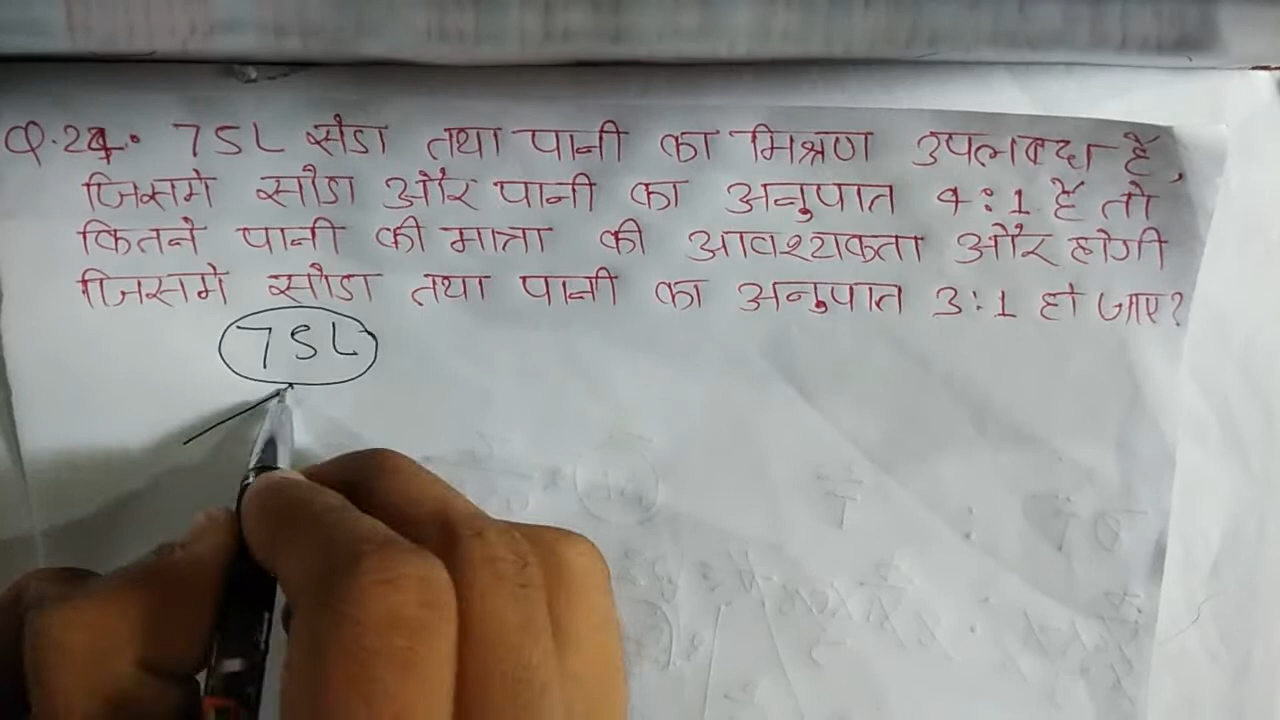 Q.24. 75L सोडा तथा पानी का मिश्रण उपलबध है,
जिसमे सोडा और पानी का अनुपात 4:1 है तो
कितने पानी की मात्रा की आवश्यकता और होगी
जिसमे सोडा तथा पानी का अनुपात 3:1 हो जाए?
75L